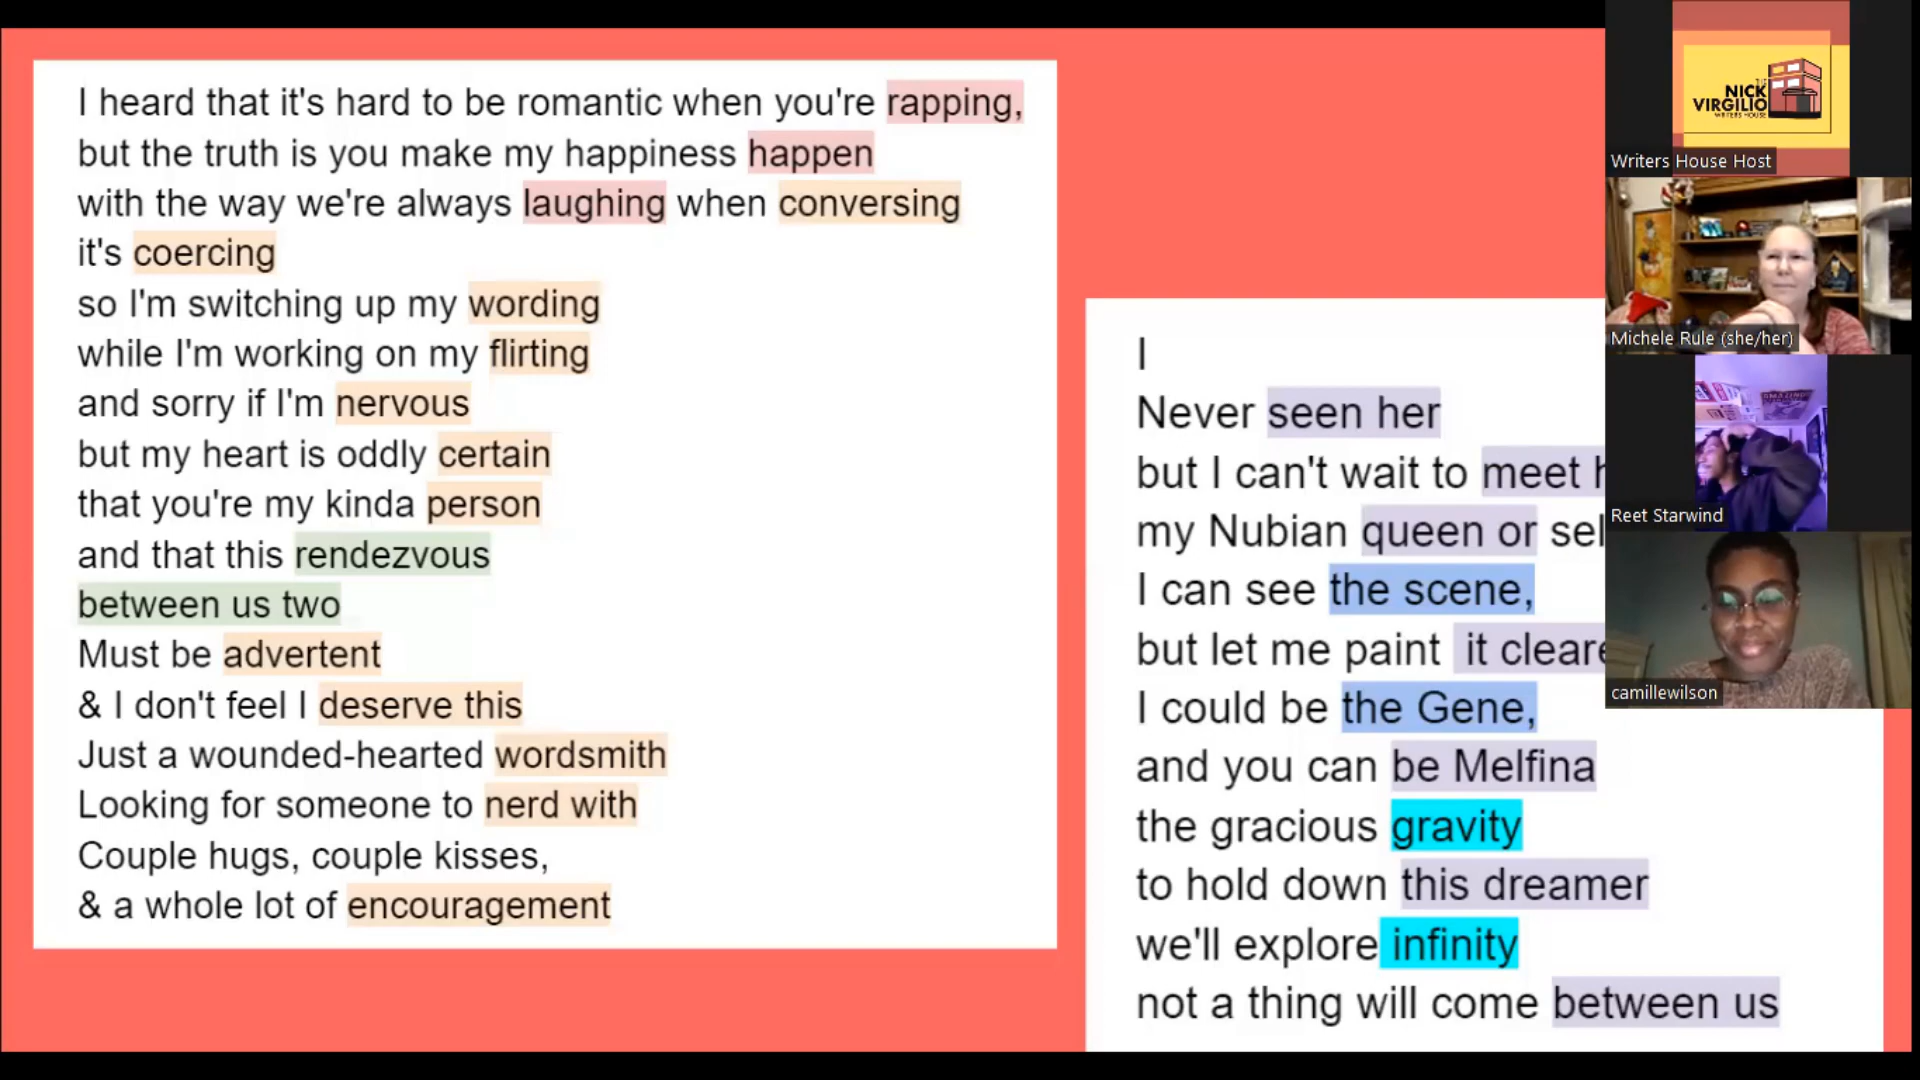 I heard that it's hard to be romantic when you're rapping,
but the truth is you make my happiness happen
with the way we're always laughing when conversing
it's coercing
so I'm switching up my wording
while I'm working on my flirting
and sorry if I'm nervous
but my heart is oddly certain
that you're my kinda person
and that this rendezvous
between us two
Must be advertent
& I don't feel I deserve this
Just a wounded-hearted wordsmith
Looking for someone to nerd with
Couple hugs, couple kisses,
& a whole lot of encouragement
I
Never seen her
but I can't wait to meet
my Nubian queen or
I can see the scene,
but let me paint it
I could be the Gene,
and you can be Melfina
the gracious gravity
to hold down this dreamer
we'll explore infinity
not a thing will come between us
NICK
VIRGILIO
WRITERS HOUSE
Writers House Host
Michele Rule (she/her)
AMAZING
Reet Starwind
camillewilson